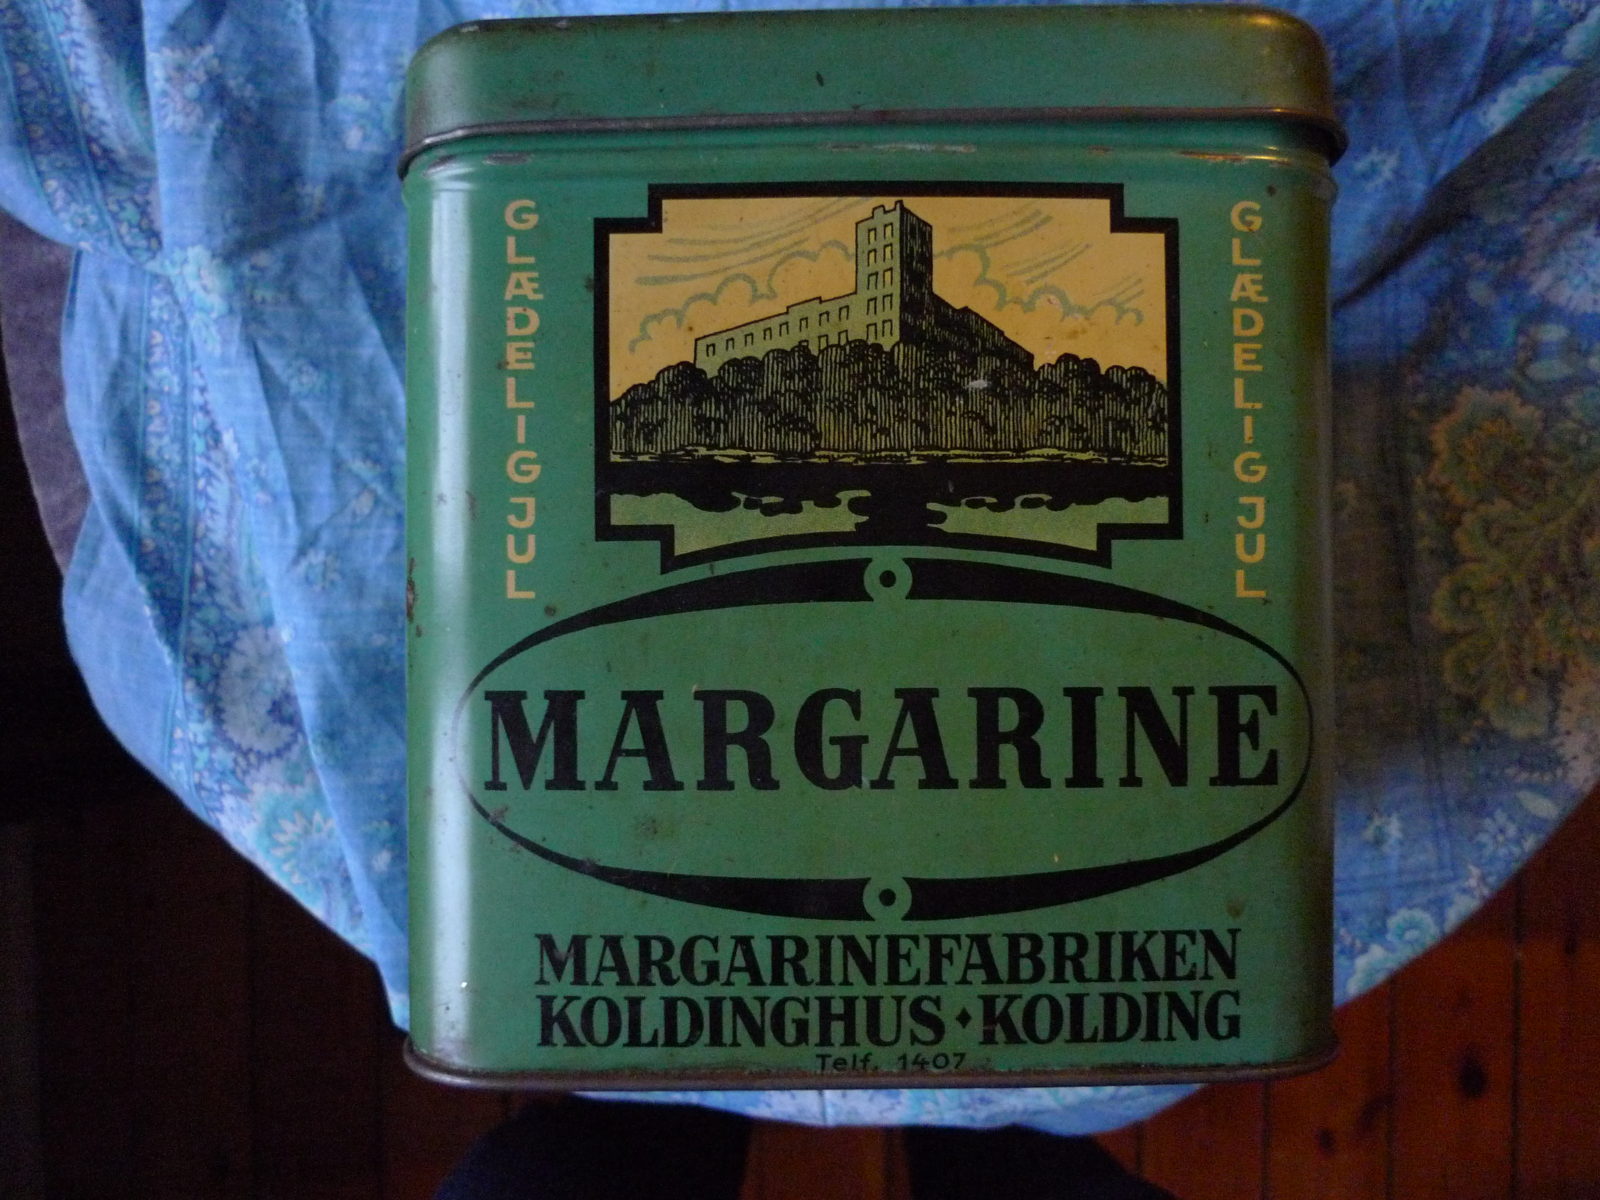 GLÆDELIG JUL
GLÆDELIG JUL
MARGARINE
MARGARINEFABRIKEN
KOLDINGHUS · KOLDING
Telf. 1407